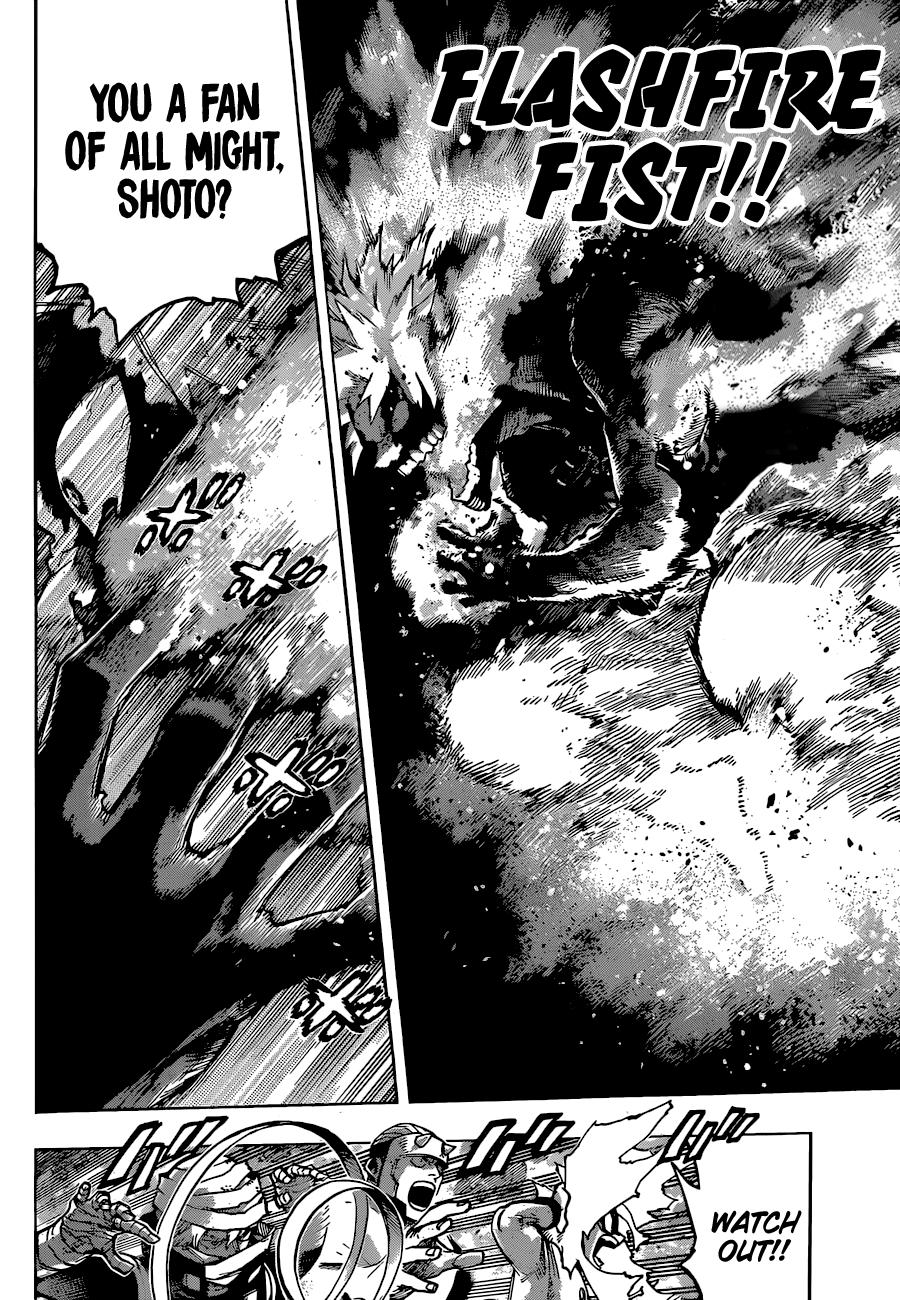 FLASHFIRE
FIST!!
YOU A FAN
OF ALL MIGHT,
SHOTO?
WATCH
OUT!!